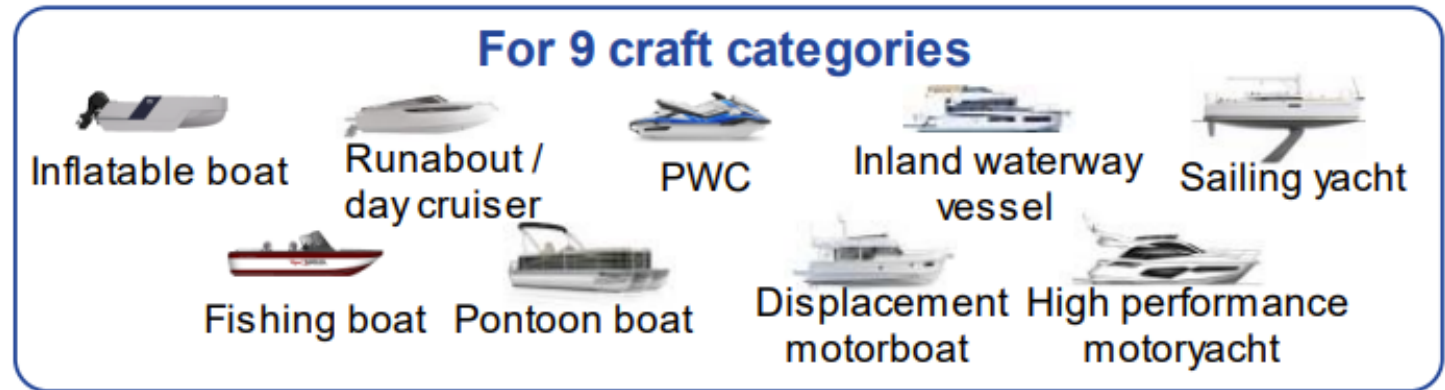 For 9 craft categories
Inflatable boat
Runabout /
day cruiser
PWC
Inland waterway
vessel
Sailing yacht
Fishing boat
Pontoon boat
Displacement
motorboat
High performance
motoryacht